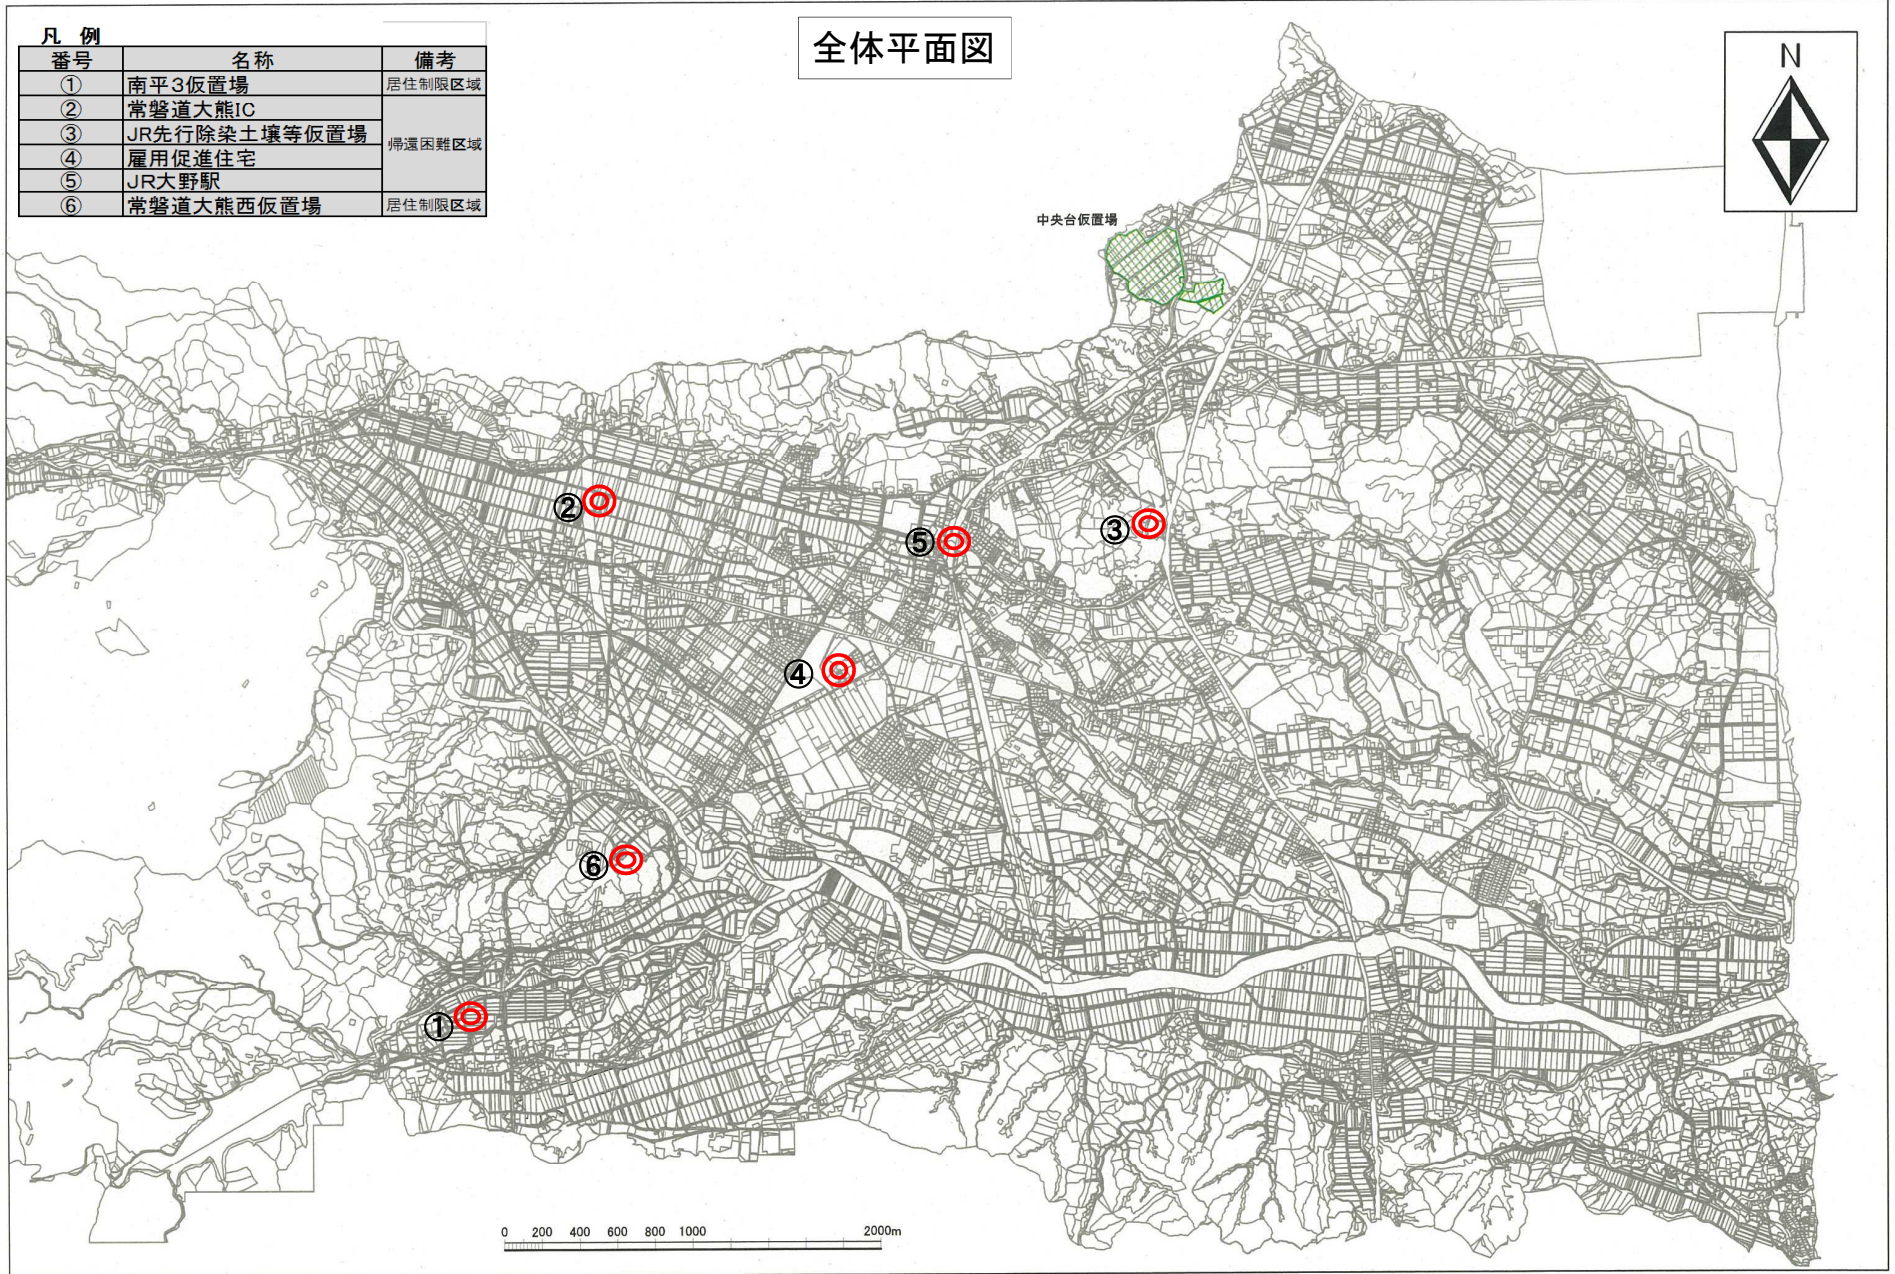 凡 例
番号 名称 備考
① 南平3仮置場 居住制限区域
② 常磐道大熊IC 帰還困難区域
③ JR先行除染土壌等仮置場
④ 雇用促進住宅
⑤ JR大野駅
⑥ 常磐道大熊西仮置場 居住制限区域
全体平面図
N
中央台仮置場
②
⑤
③
④
⑥
①
0 200 400 600 800 1000 2000m